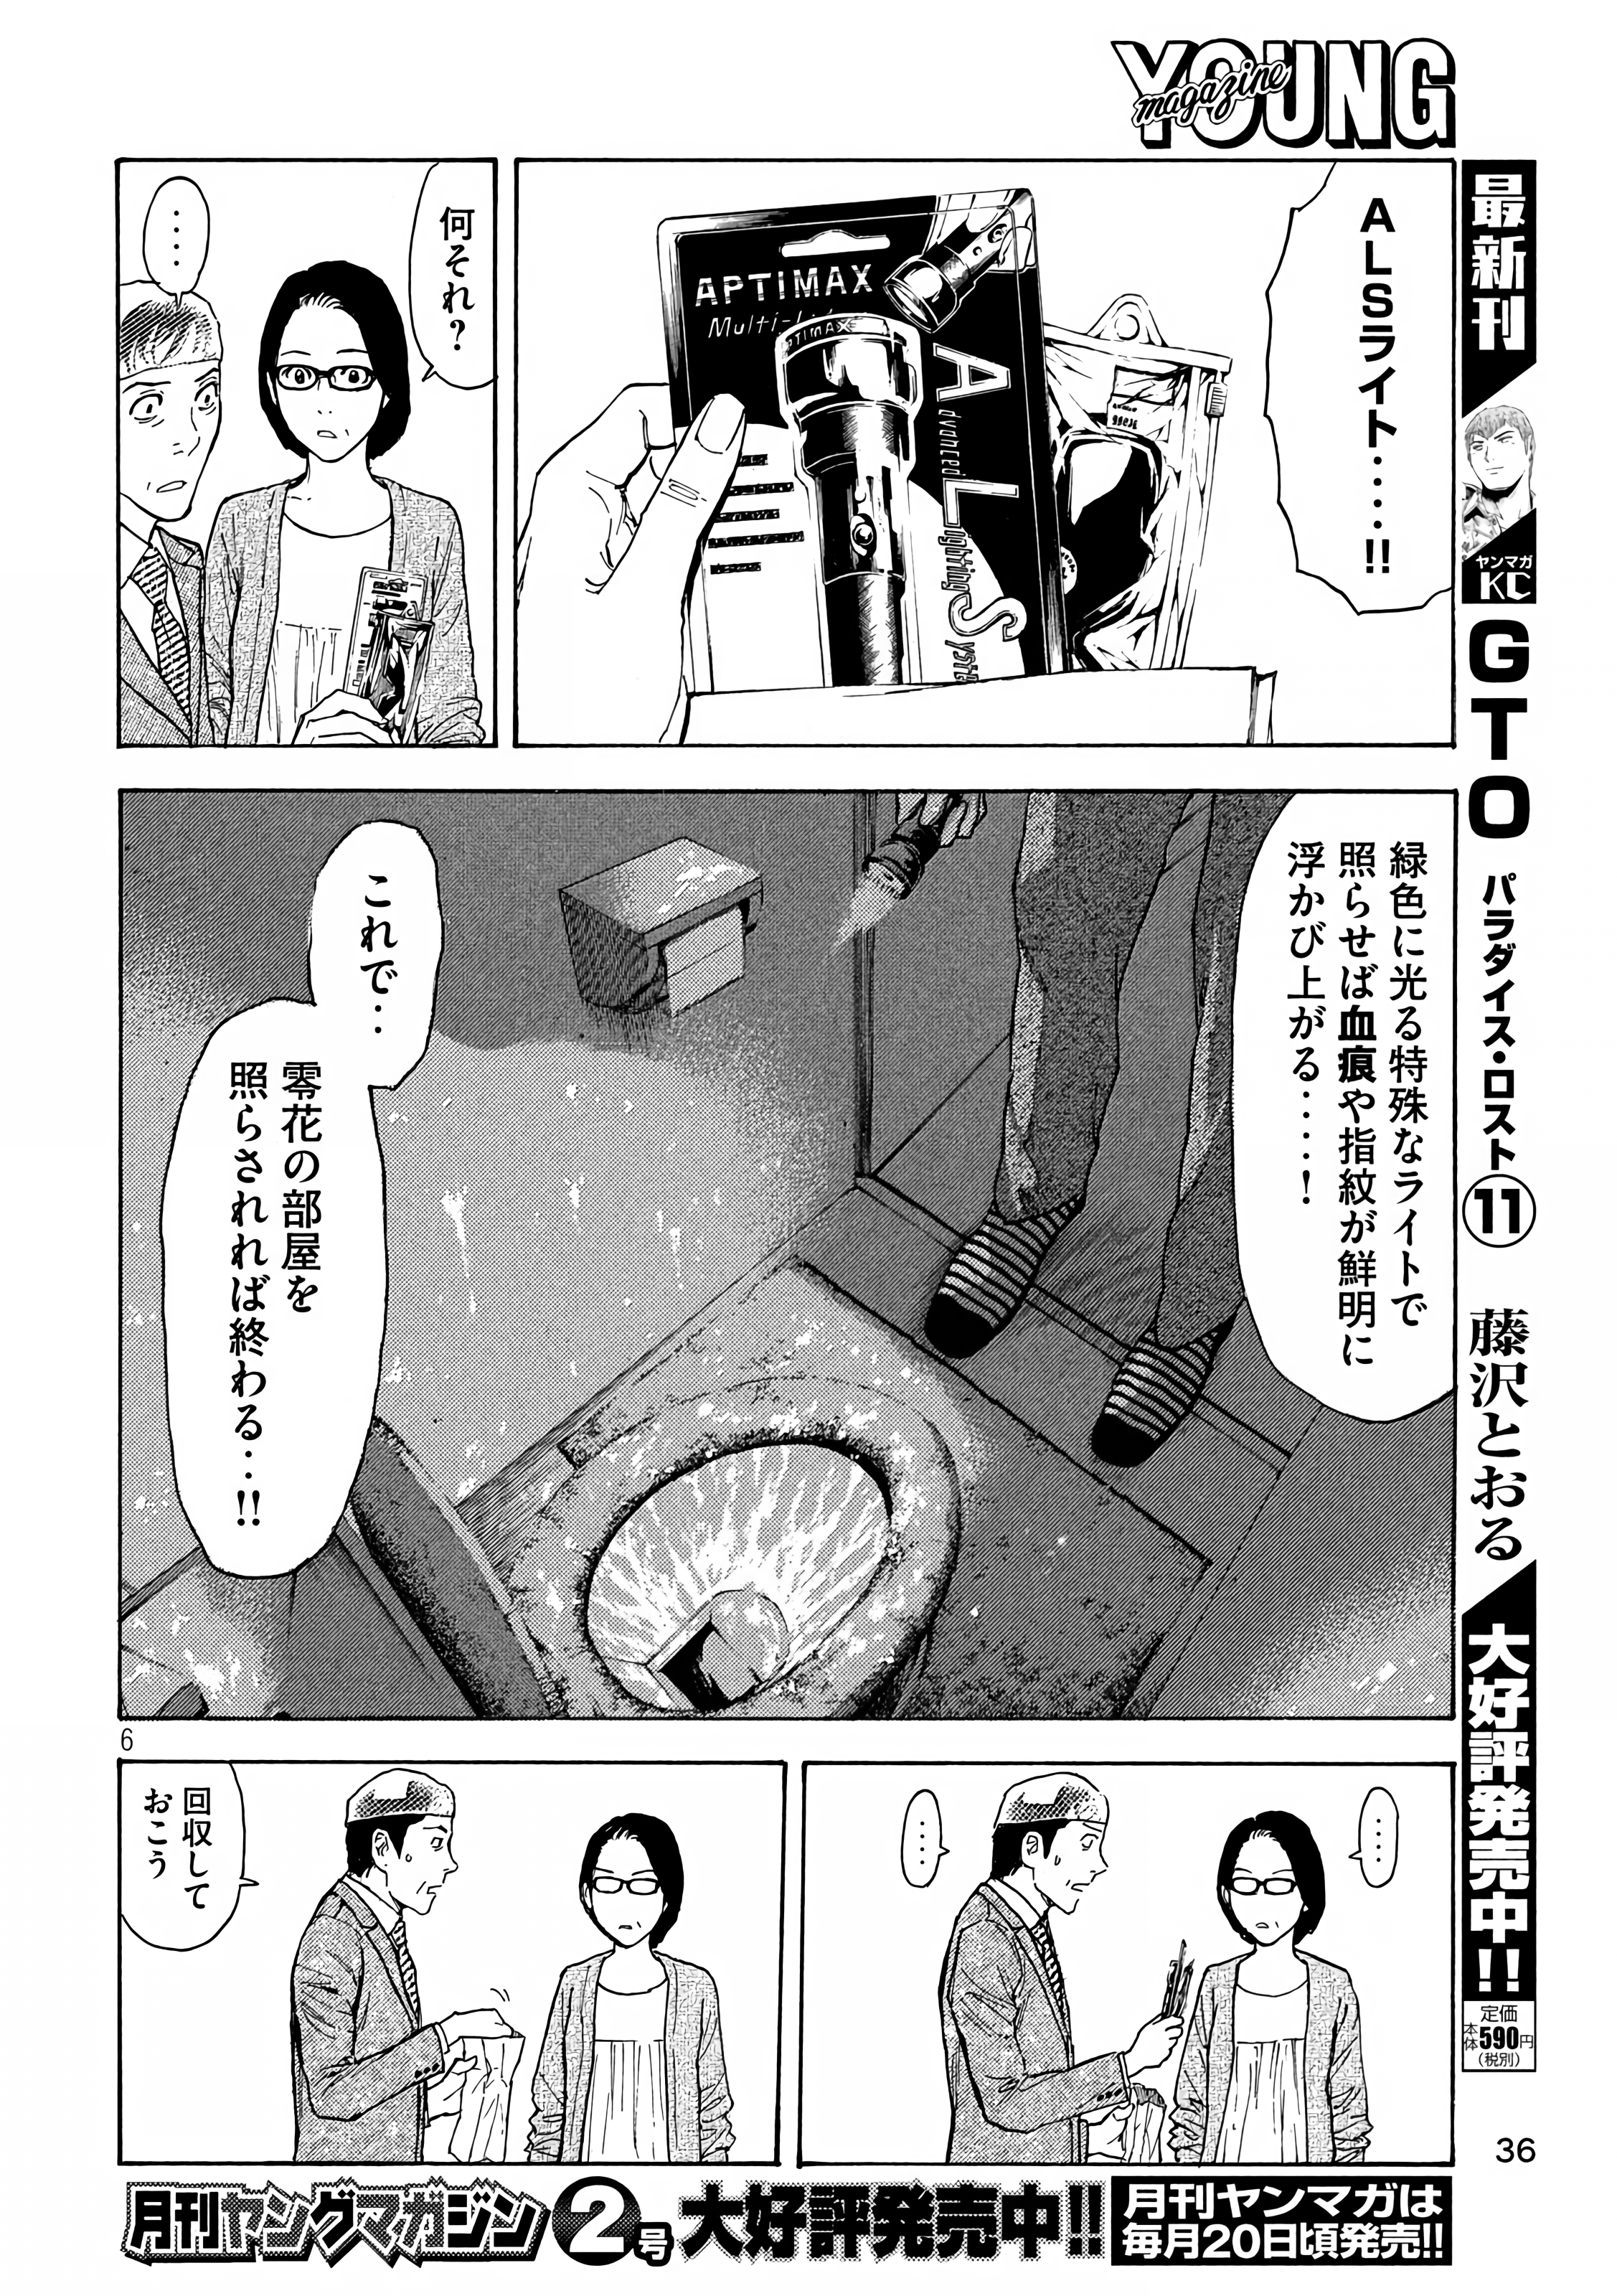 YOUNG
magazine
ALSライト‥‥!!
APTIMAX
APTIMAX
Advanced
Lighting
何それ?
‥‥
緑色に光る特殊なライトで
照らせば血痕や指紋が鮮明に
浮かび上がる‥‥!
これで‥
零花の部屋を
照らされれば終わる‥!!
6
‥‥
‥‥
回収して
おこう
最新刊
ヤンマガ
KC
GTO パラダイス・ロスト⑪ 藤沢とおる
大好評発売中!!
定価
本体590円
(税別)
36
月刊ヤングマガジン2号大好評発売中!!
月刊ヤンマガは
毎月20日頃発売!!